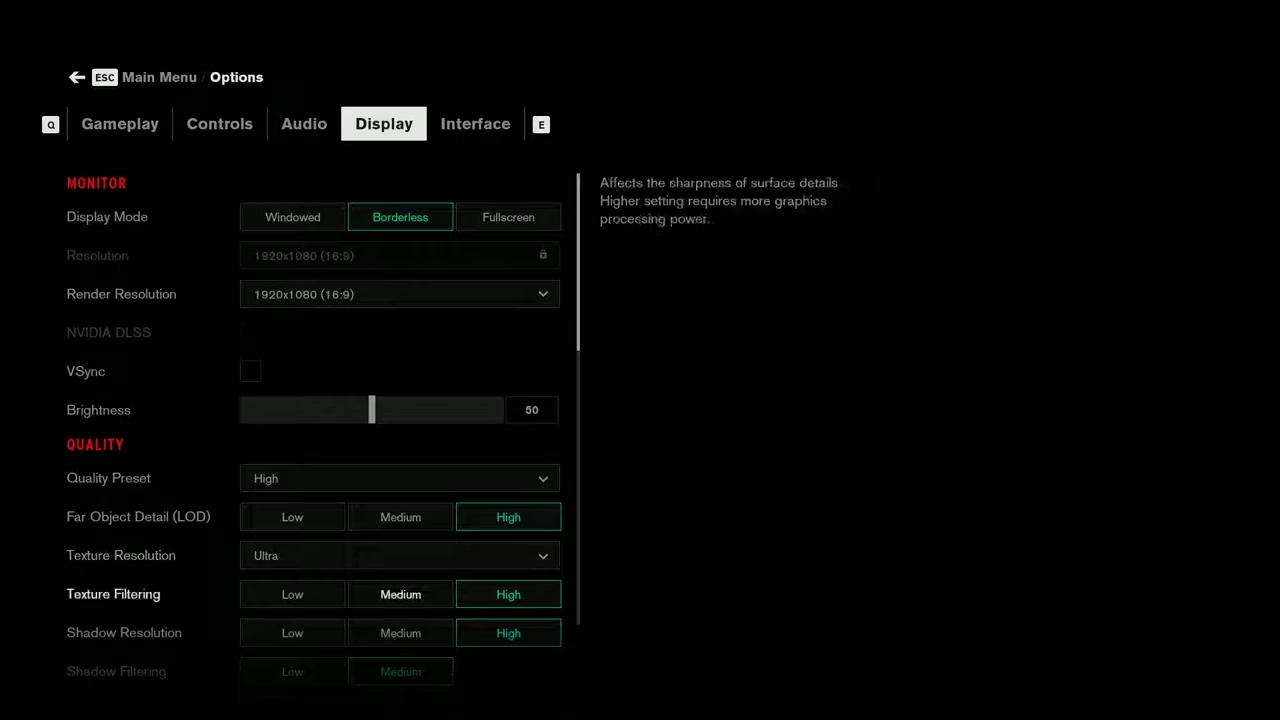 ESC Main Menu / Options
Q Gameplay Controls Audio Display Interface E
MONITOR
Display Mode Windowed Borderless Fullscreen
Resolution 1920x1080 (16:9)
Render Resolution 1920x1080 (16:9)
NVIDIA DLSS
VSync
Brightness 50
QUALITY
Quality Preset High
Far Object Detail (LOD) Low Medium High
Texture Resolution Ultra
Texture Filtering Low Medium High
Shadow Resolution Low Medium High
Shadow Filtering Low Medium
Affects the sharpness of surface details
Higher setting requires more graphics
processing power.